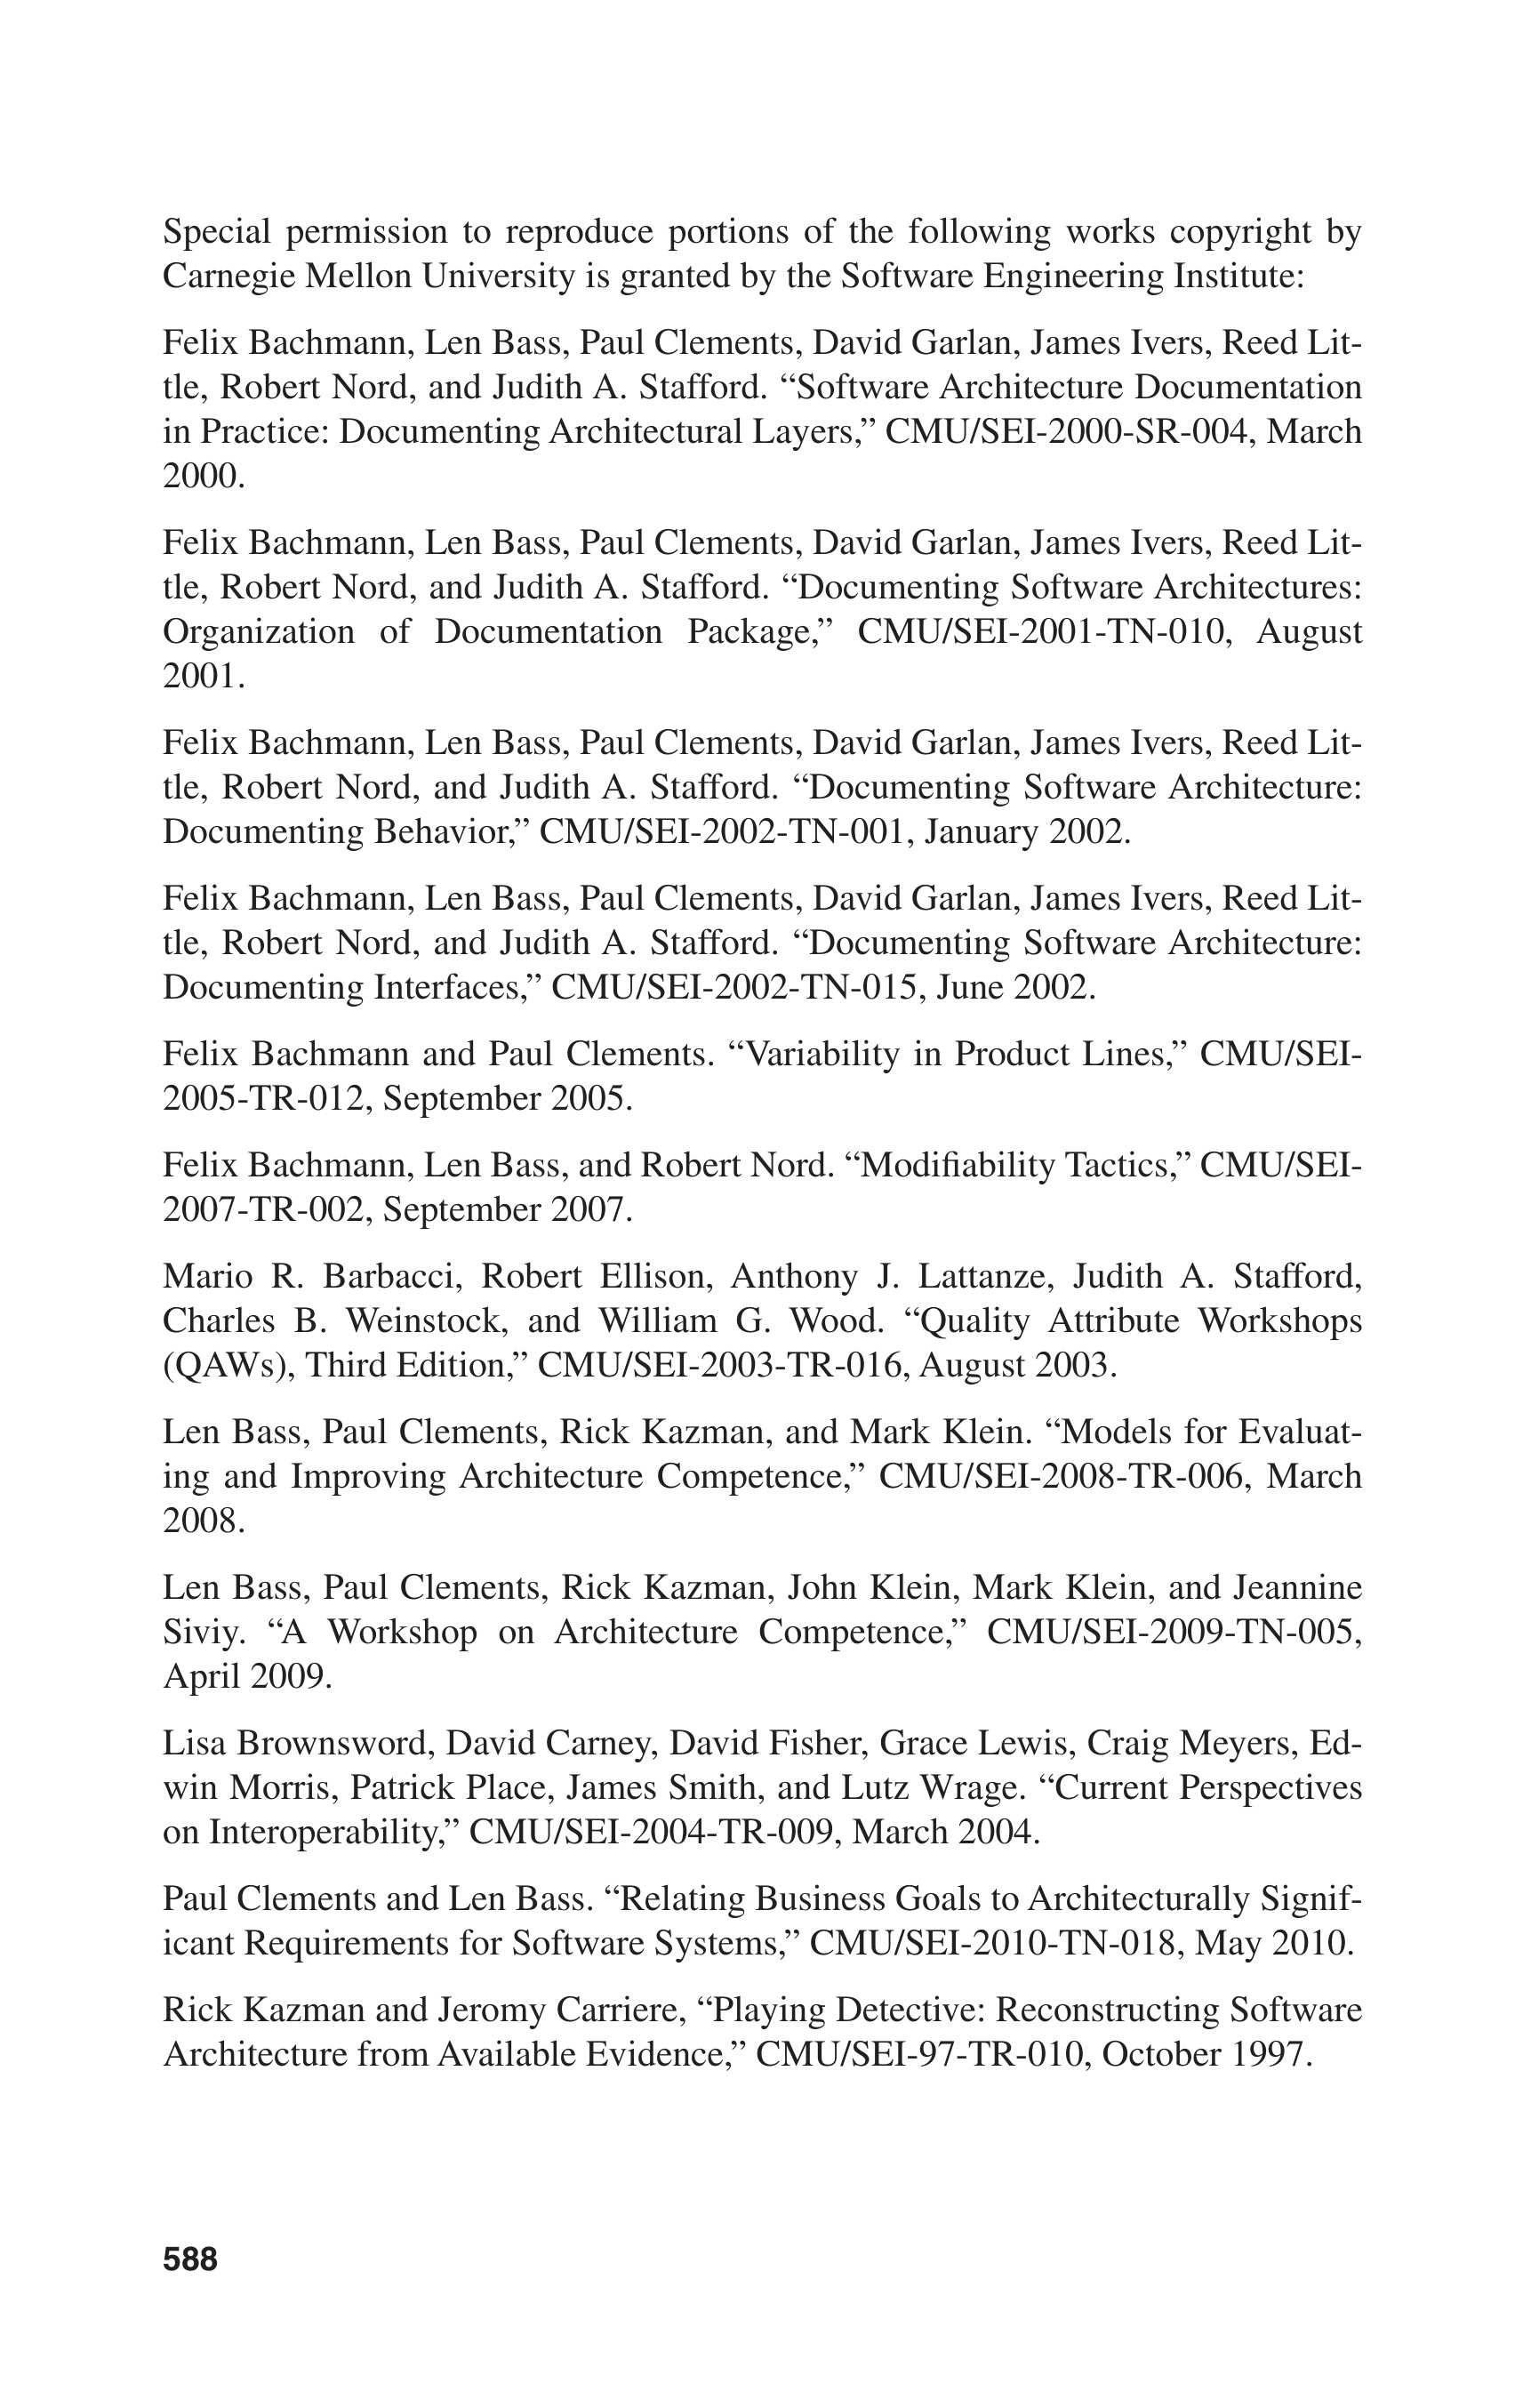 Special permission to reproduce portions of the following works copyright by
Carnegie Mellon University is granted by the Software Engineering Institute:
Felix Bachmann, Len Bass, Paul Clements, David Garlan, James Ivers, Reed Lit-
tle, Robert Nord, and Judith A. Stafford. “Software Architecture Documentation
in Practice: Documenting Architectural Layers,” CMU/SEI-2000-SR-004, March
2000.
Felix Bachmann, Len Bass, Paul Clements, David Garlan, James Ivers, Reed Lit-
tle, Robert Nord, and Judith A. Stafford. “Documenting Software Architectures:
Organization of Documentation Package,” CMU/SEI-2001-TN-010, August
2001.
Felix Bachmann, Len Bass, Paul Clements, David Garlan, James Ivers, Reed Lit-
tle, Robert Nord, and Judith A. Stafford. “Documenting Software Architecture:
Documenting Behavior,” CMU/SEI-2002-TN-001, January 2002.
Felix Bachmann, Len Bass, Paul Clements, David Garlan, James Ivers, Reed Lit-
tle, Robert Nord, and Judith A. Stafford. “Documenting Software Architecture:
Documenting Interfaces,” CMU/SEI-2002-TN-015, June 2002.
Felix Bachmann and Paul Clements. “Variability in Product Lines,” CMU/SEI-
2005-TR-012, September 2005.
Felix Bachmann, Len Bass, and Robert Nord. “Modifiability Tactics,” CMU/SEI-
2007-TR-002, September 2007.
Mario R. Barbacci, Robert Ellison, Anthony J. Lattanze, Judith A. Stafford,
Charles B. Weinstock, and William G. Wood. “Quality Attribute Workshops
(QAWs), Third Edition,” CMU/SEI-2003-TR-016, August 2003.
Len Bass, Paul Clements, Rick Kazman, and Mark Klein. “Models for Evaluat-
ing and Improving Architecture Competence,” CMU/SEI-2008-TR-006, March
2008.
Len Bass, Paul Clements, Rick Kazman, John Klein, Mark Klein, and Jeannine
Siviy. “A Workshop on Architecture Competence,” CMU/SEI-2009-TN-005,
April 2009.
Lisa Brownsword, David Carney, David Fisher, Grace Lewis, Craig Meyers, Ed-
win Morris, Patrick Place, James Smith, and Lutz Wrage. “Current Perspectives
on Interoperability,” CMU/SEI-2004-TR-009, March 2004.
Paul Clements and Len Bass. “Relating Business Goals to Architecturally Signif-
icant Requirements for Software Systems,” CMU/SEI-2010-TN-018, May 2010.
Rick Kazman and Jeromy Carriere, “Playing Detective: Reconstructing Software
Architecture from Available Evidence,” CMU/SEI-97-TR-010, October 1997.
588